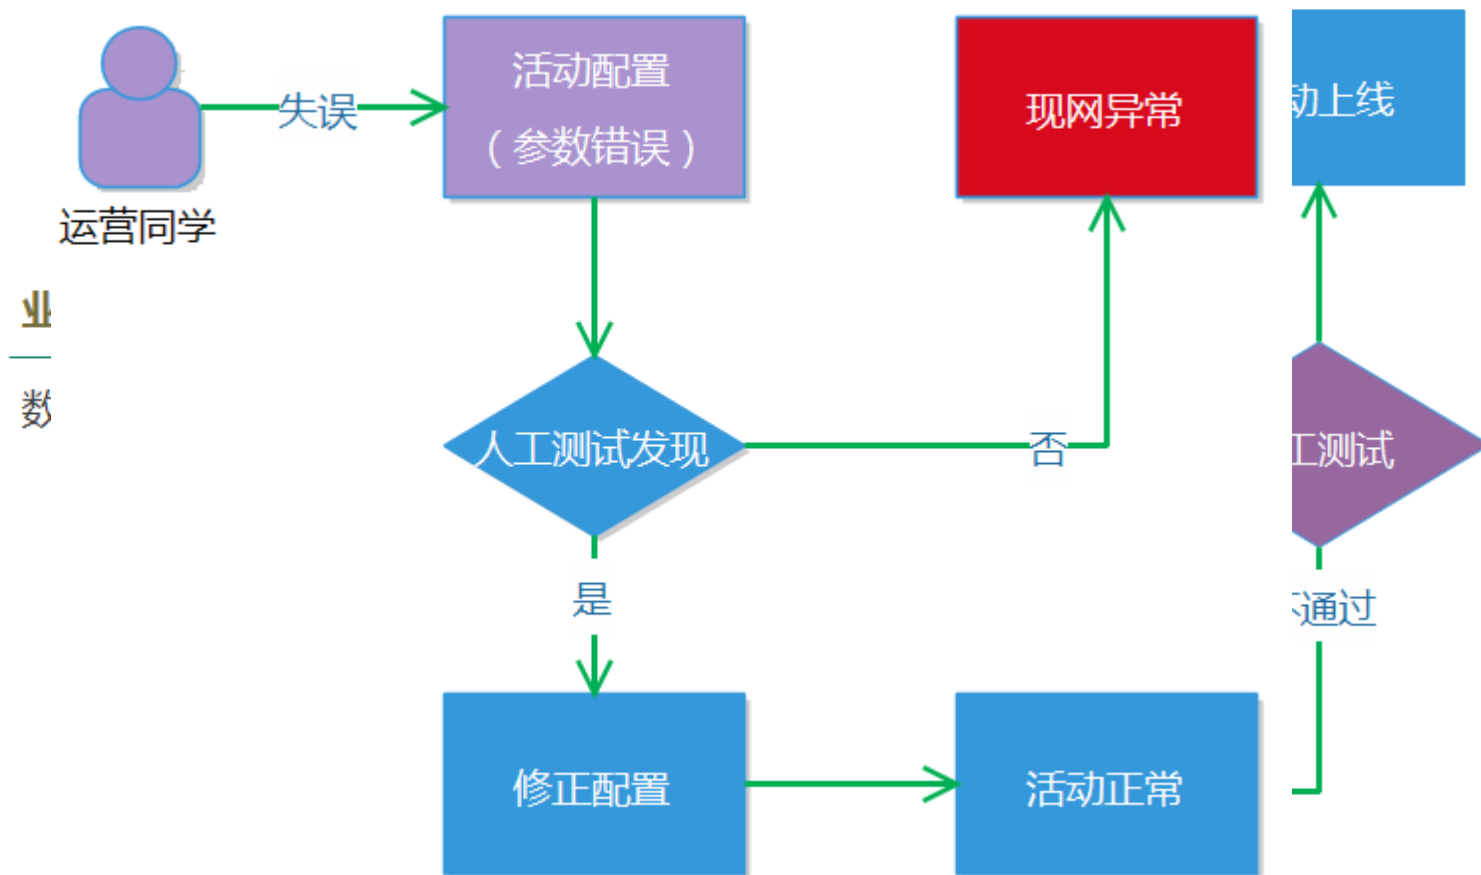 活动配置
（参数错误）
失误
运营同学
现网异常
动上线
业
数
人工测试发现
否
工测试
是
通过
修正配置
活动正常